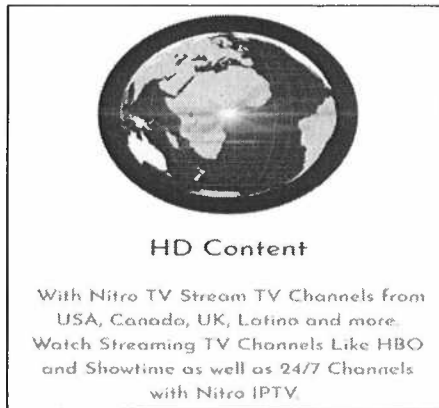 HD Content
With Nitro TV Stream TV Channels from
USA, Canada, UK, Latino and more.
Watch Streaming TV Channels Like HBO
and Showtime as well as 24/7 Channels
with Nitro IPTV.